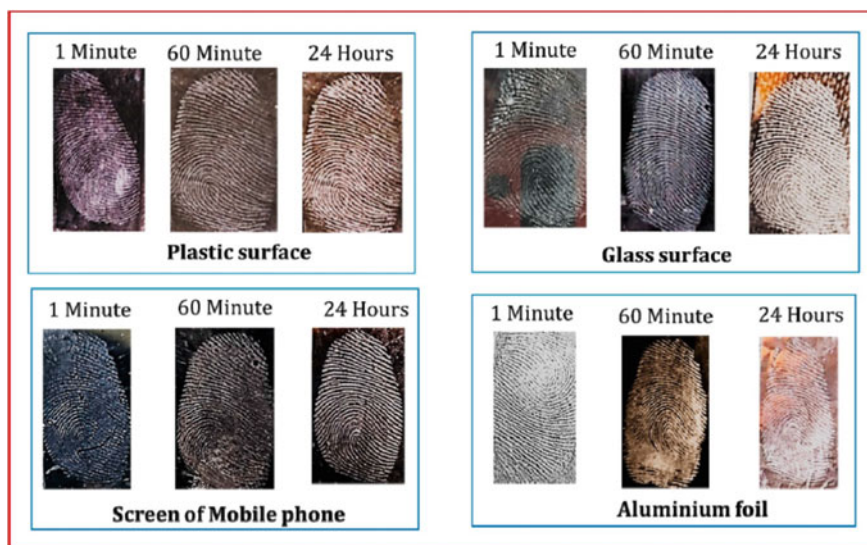 1 Minute 60 Minute 24 Hours
Plastic surface
1 Minute 60 Minute 24 Hours
Glass surface
1 Minute 60 Minute 24 Hours
Screen of Mobile phone
1 Minute 60 Minute 24 Hours
Aluminium foil